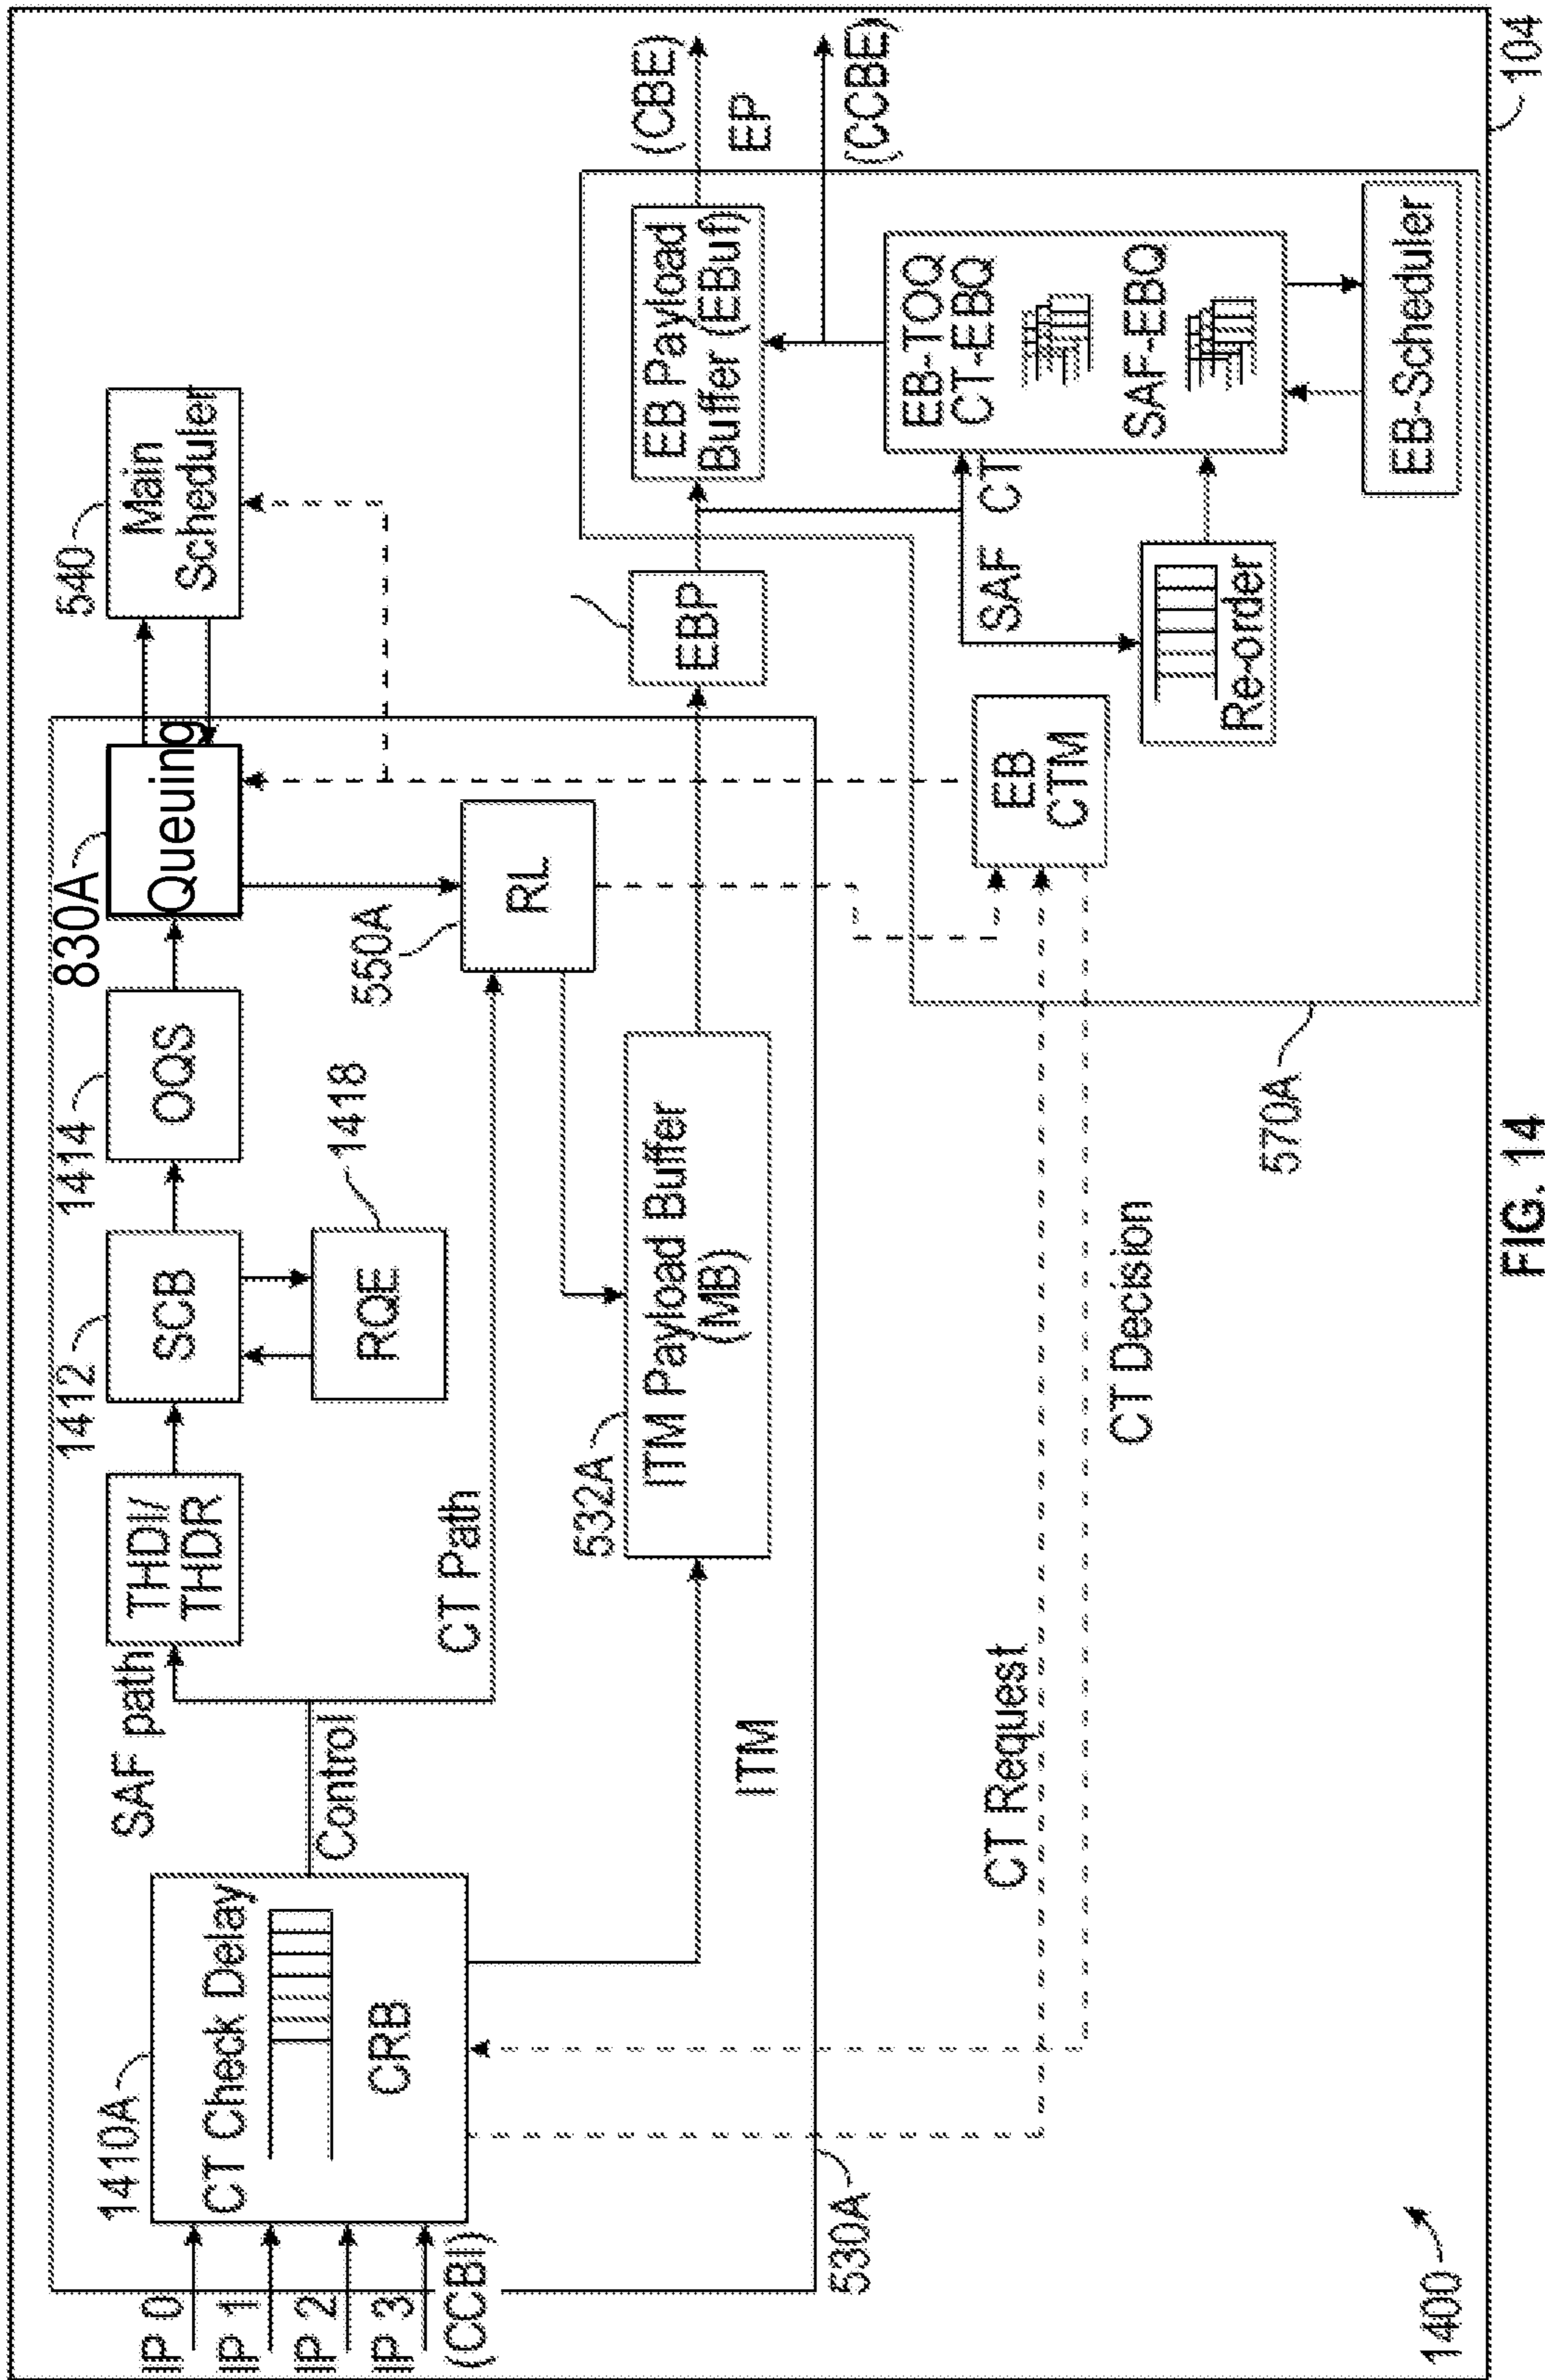 IP 0
IP 1
IP 2
IP 3
(CCBI)
1410A
CT Check Delay
CRB
530A
SAF path
Control
CT Path
ITM
THDI/
THDR
1412
SCB
RQE
1418
1414
OQS
830A
Queuing
540
Main
Scheduler
550A
RL
532A
ITM Payload Buffer
(MB)
EBP
CT Request
CT Decision
EB
CTM
SAF
CT
Re-order
EB Payload
Buffer (EBuf)
EB-TOQ
CT-EBQ
SAF-EBQ
EB-Scheduler
(CBE)
EP
(CCBE)
570A
104
1400
FIG. 14